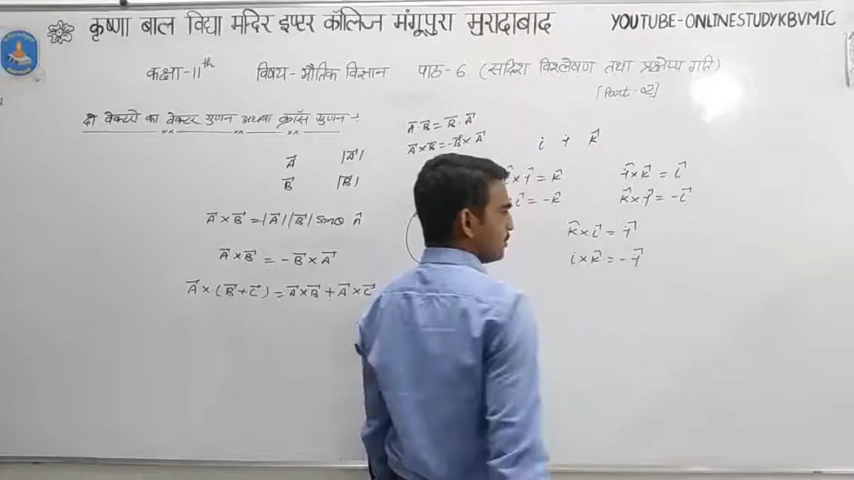 कृष्णा बाल विद्या मन्दिर इण्टर कॉलिज मंगूपुरा मुरादाबाद
YOUTUBE-ONLINESTUDYKBVMIC
कक्षा-11th विषय-भौतिक विज्ञान पाठ-6 (सदिश विश्लेषण तथा प्रक्षेप्य गति)
[Part-02]
दो वेक्टरो का वेक्टर गुणन अथवा क्रॉस गुणन -:
A⃗ |A⃗|
B⃗ |B⃗|
A⃗×B⃗ = |A⃗||B⃗| Sinθ n̂
A⃗×B⃗ = -B⃗×A⃗
A⃗×(B⃗+C⃗) = A⃗×B⃗ + A⃗×C⃗
A⃗·B⃗ = B⃗·A⃗
A⃗×B⃗ = -B⃗×A⃗
i j k⃗
×j⃗ = k⃗
i⃗ = -k⃗
j⃗×k⃗ = i⃗
k⃗×j⃗ = -i⃗
k⃗×i⃗ = j⃗
i×k⃗ = -j⃗